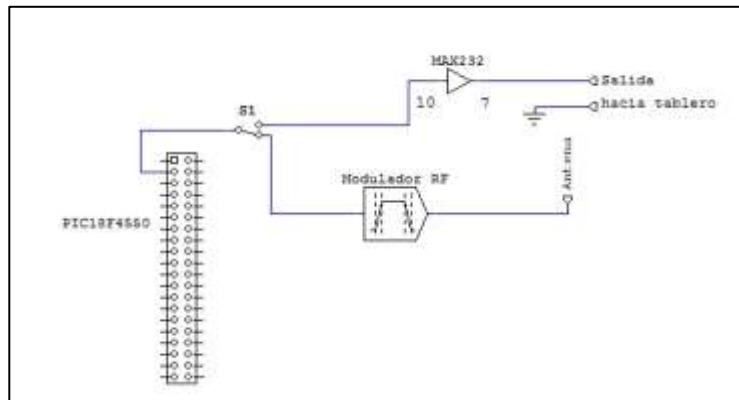 MAX232
Salida
10 7
hacia tablero
S1
Antena
Modulador RF
PIC18F4550